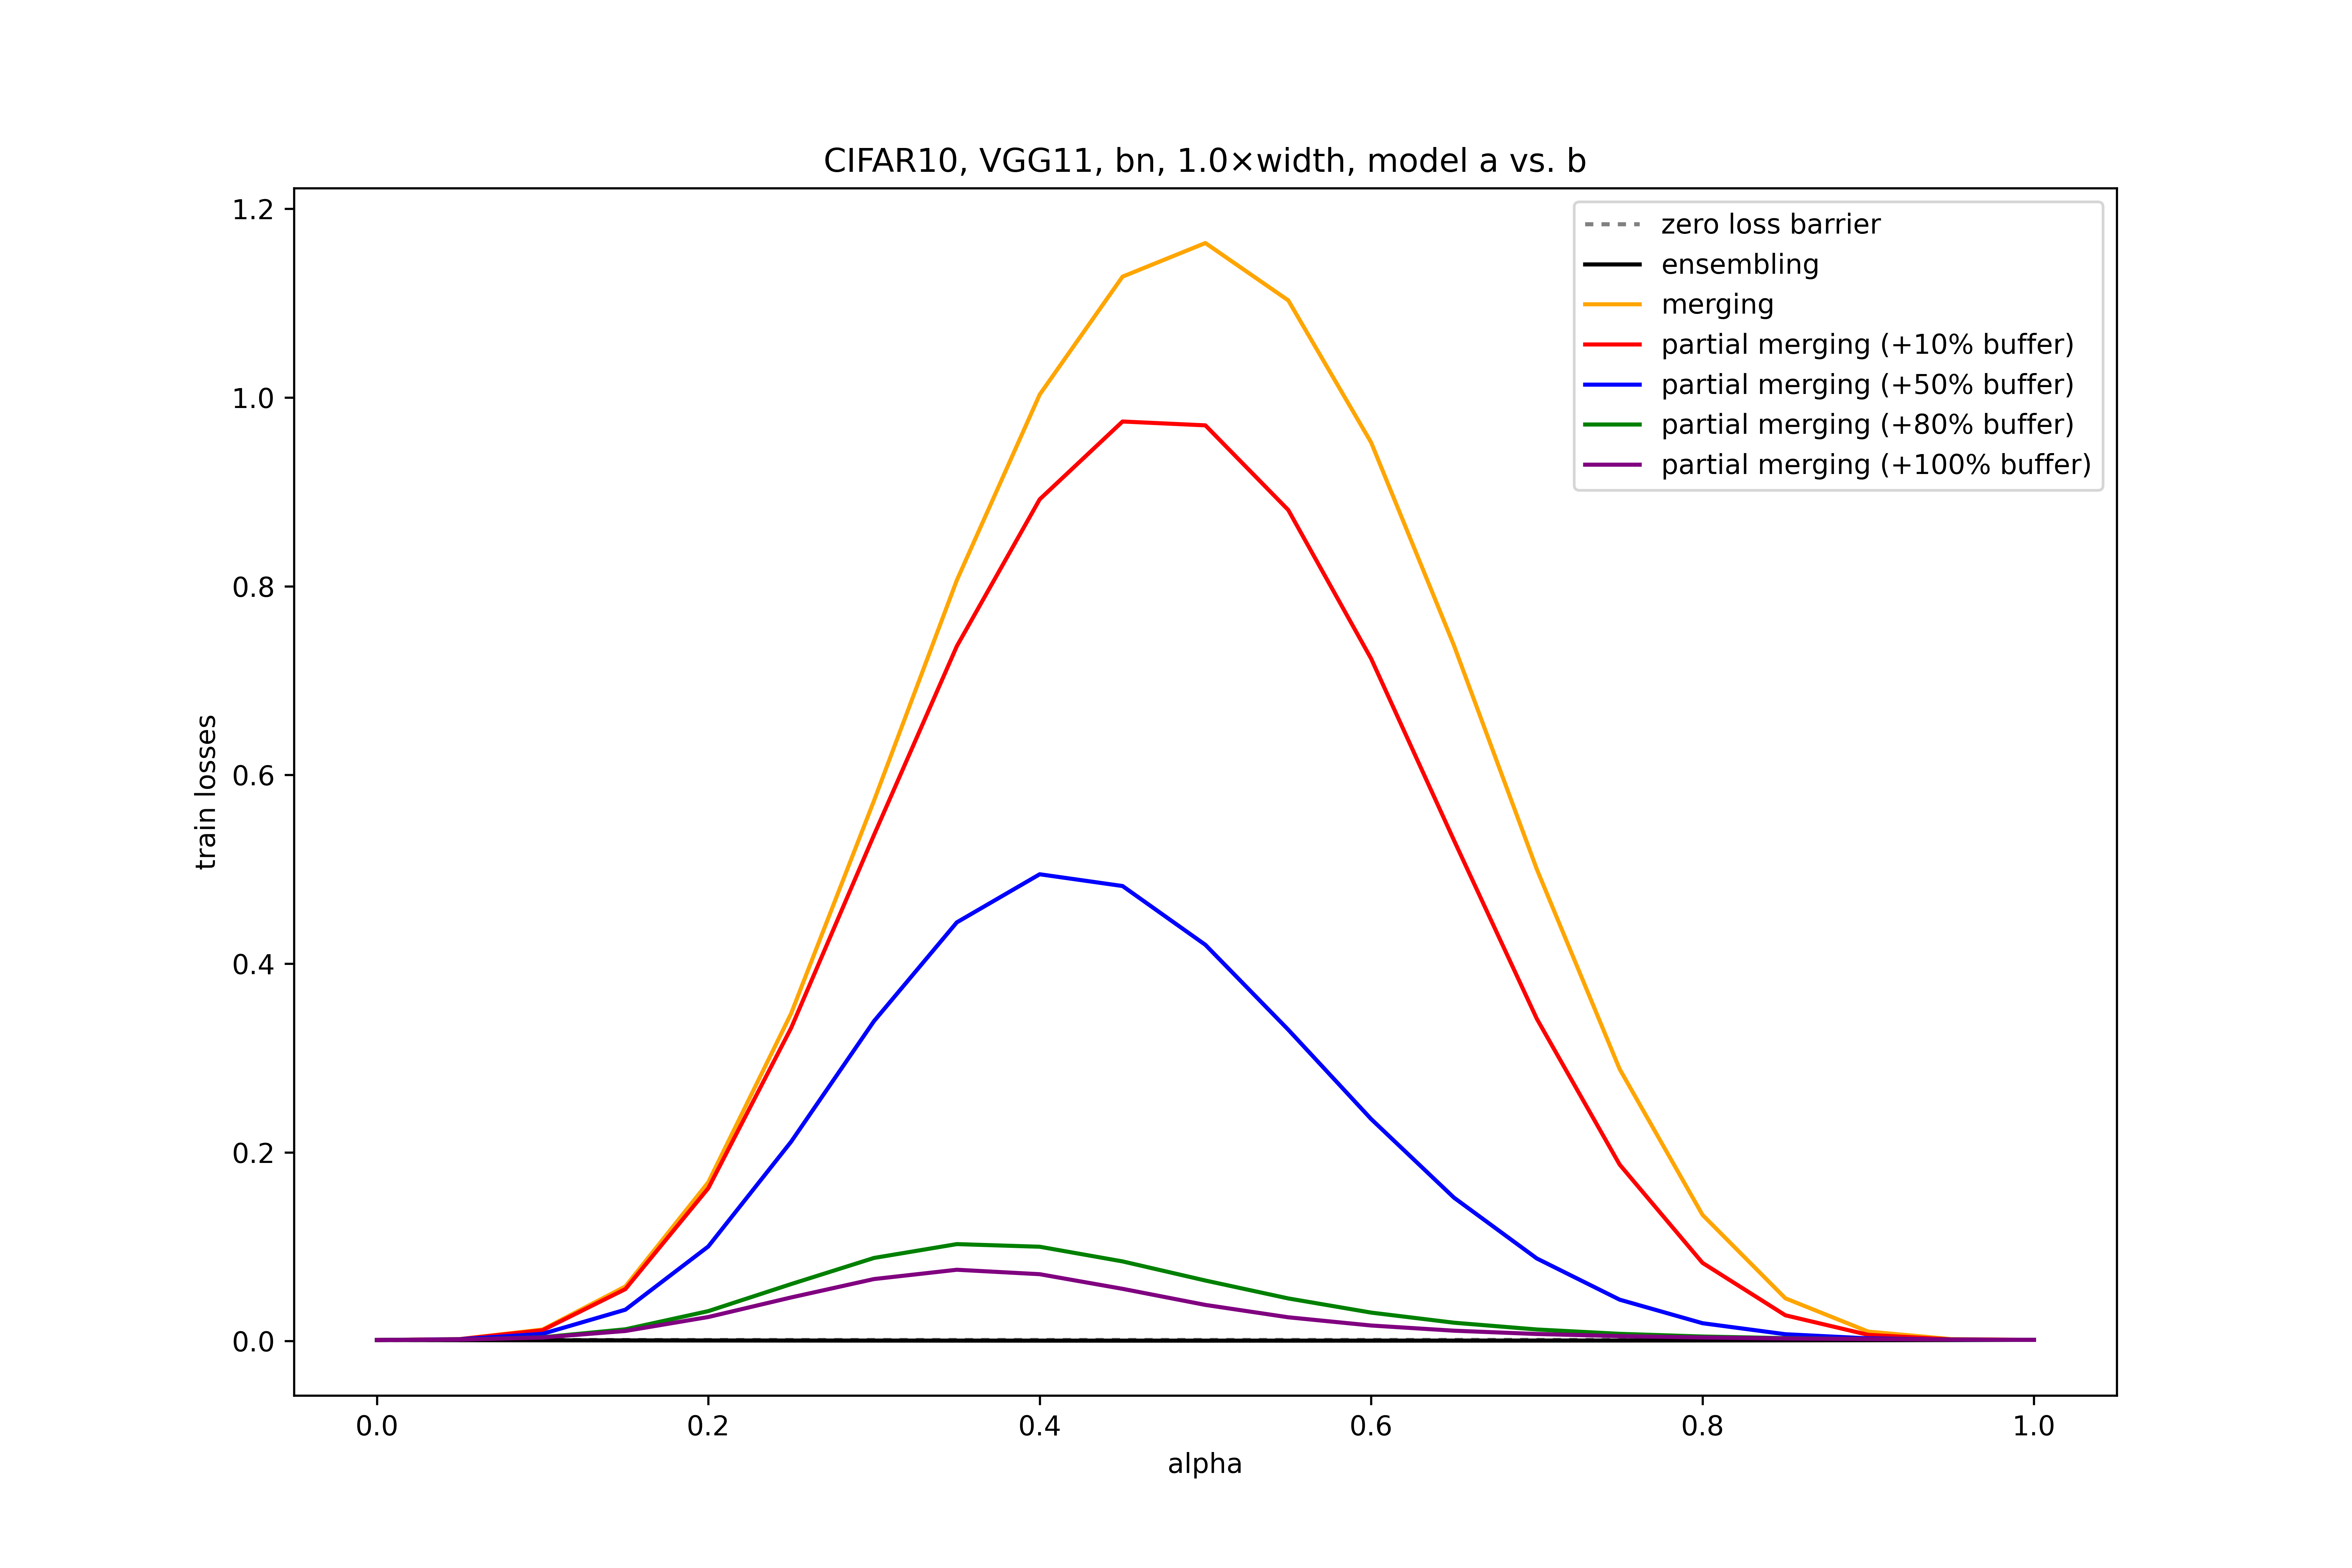 CIFAR10, VGG11, bn, 1.0×width, model a vs. b
zero loss barrier
ensembling
merging
partial merging (+10% buffer)
partial merging (+50% buffer)
partial merging (+80% buffer)
partial merging (+100% buffer)
train losses
1.2
1.0
0.8
0.6
0.4
0.2
0.0
0.0 0.2 0.4 0.6 0.8 1.0
alpha